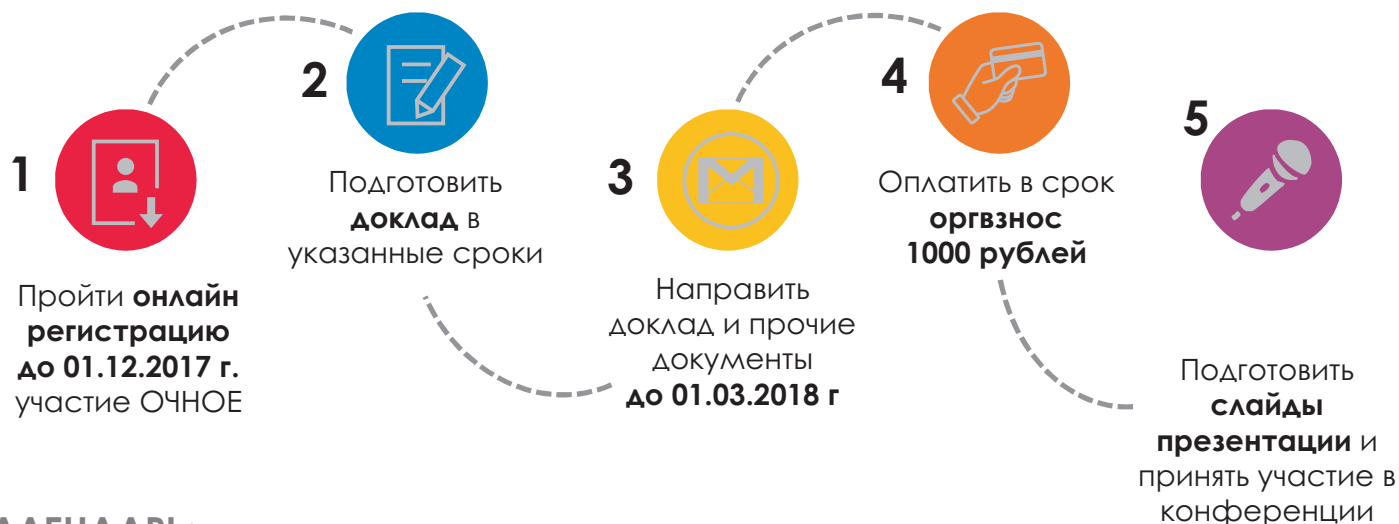 1
Пройти онлайн
регистрацию
до 01.12.2017 г.
участие ОЧНОЕ
2
Подготовить
доклад в
указанные сроки
3
Направить
доклад и прочие
документы
до 01.03.2018 г
4
Оплатить в срок
оргвзнос
1000 рублей
5
Подготовить
слайды
презентации и
принять участие в
конференции